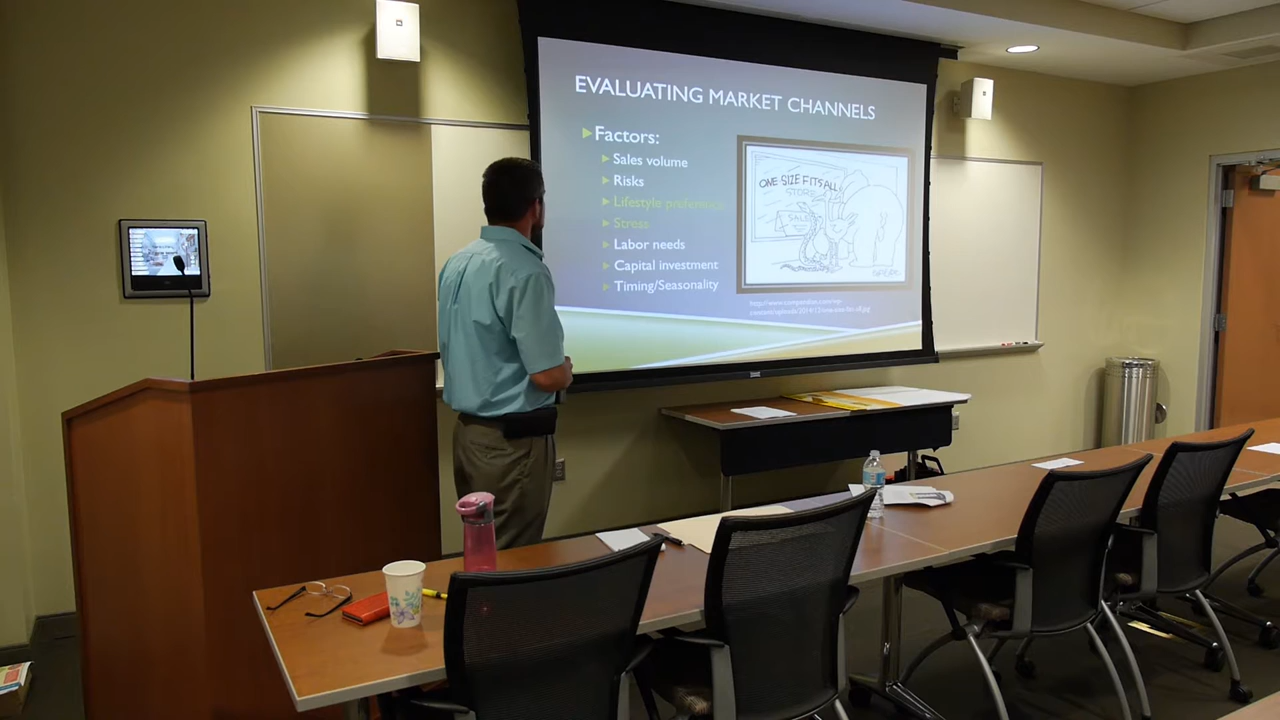 EVALUATING MARKET CHANNELS
Factors:
Sales volume
Risks
Lifestyle preference
Stress
Labor needs
Capital investment
Timing/Seasonality
ONE SIZE FITS ALL
STORE
SALE